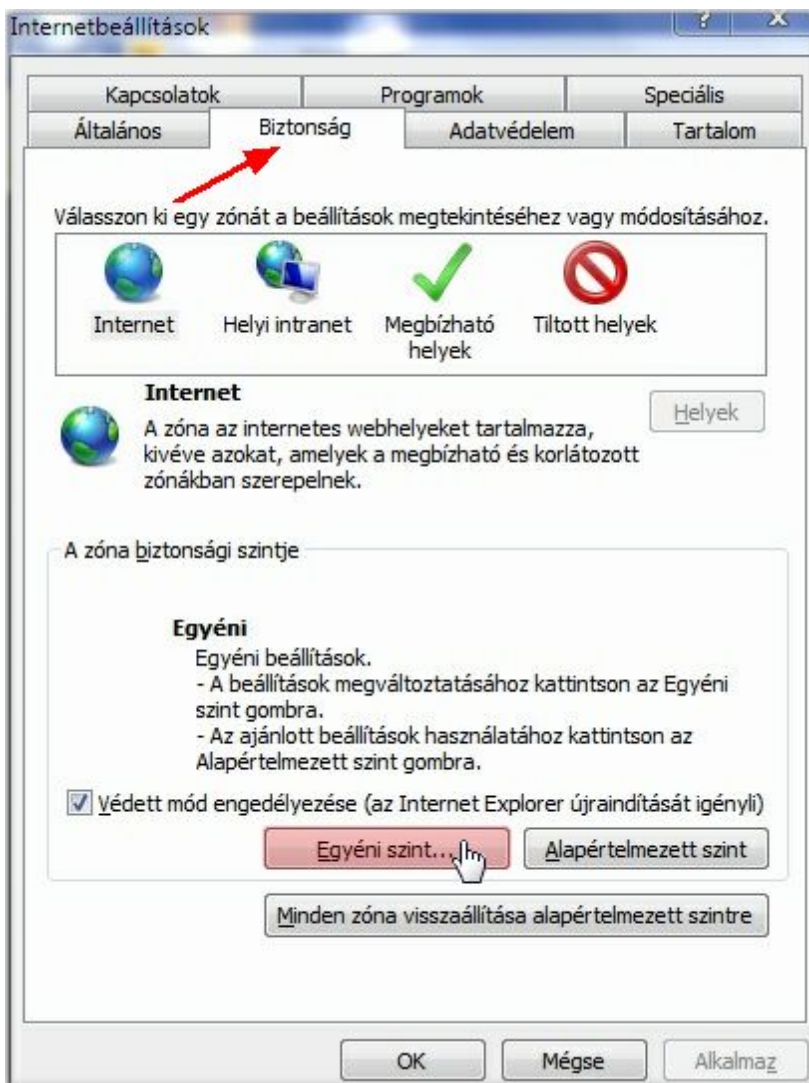 Internetbeállítások
Kapcsolatok
Programok
Speciális
Általános
Biztonság
Adatvédelem
Tartalom
Válasszon ki egy zónát a beállítások megtekintéséhez vagy módosításához.
Internet
Helyi intranet
Megbízható
helyek
Tiltott helyek
Internet
Helyek
A zóna az internetes webhelyeket tartalmazza,
kivéve azokat, amelyek a megbízható és korlátozott
zónákban szerepelnek.
A zóna biztonsági szintje
Egyéni
Egyéni beállítások.
- A beállítások megváltoztatásához kattintson az Egyéni
szint gombra.
- Az ajánlott beállítások használatához kattintson az
Alapértelmezett szint gombra.
Védett mód engedélyezése (az Internet Explorer újraindítását igényli)
Egyéni szint...
Alapértelmezett szint
Minden zóna visszaállítása alapértelmezett szintre
OK
Mégse
Alkalmaz